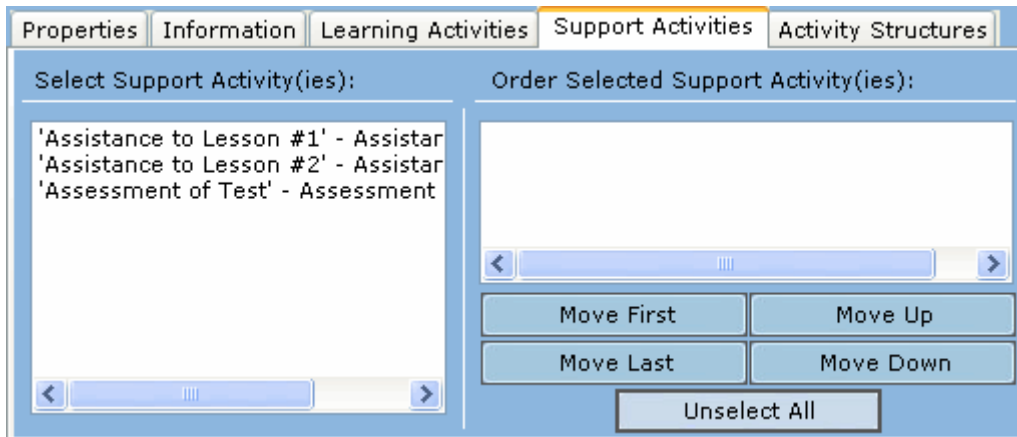 Properties Information Learning Activities Support Activities Activity Structures
Select Support Activity(ies):
Order Selected Support Activity(ies):
'Assistance to Lesson #1' - Assistar
'Assistance to Lesson #2' - Assistar
'Assessment of Test' - Assessment
Move First Move Up
Move Last Move Down
Unselect All